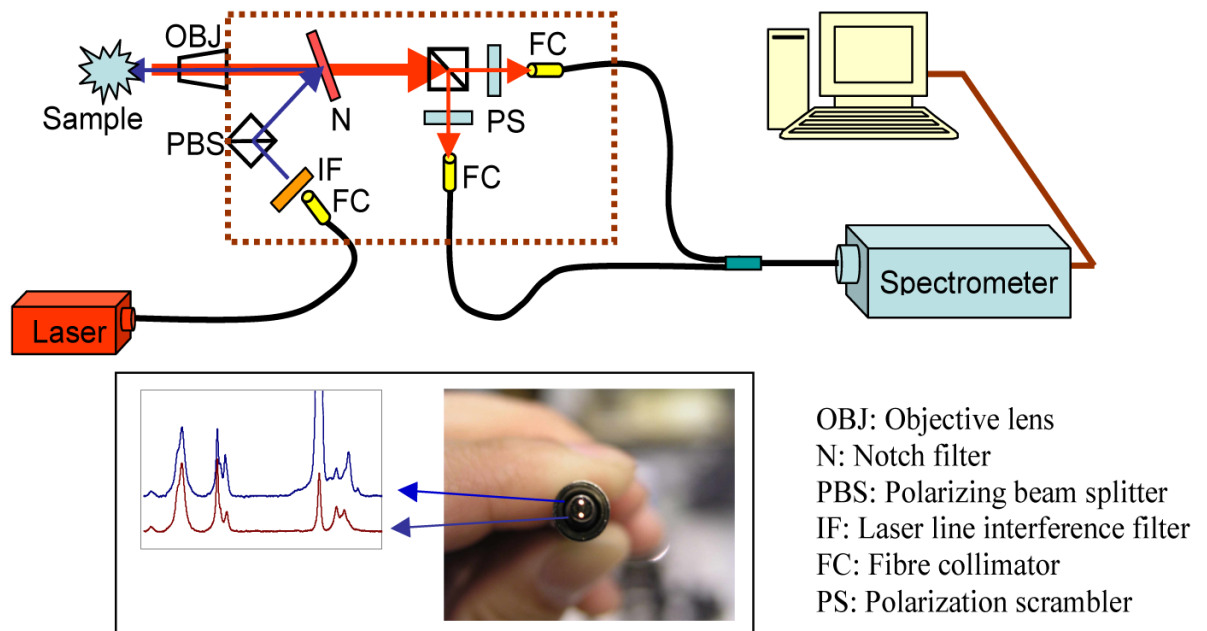 OBJ
FC
Sample
N
PS
PBS
IF
FC
FC
Laser
Spectrometer
OBJ: Objective lens
N: Notch filter
PBS: Polarizing beam splitter
IF: Laser line interference filter
FC: Fibre collimator
PS: Polarization scrambler